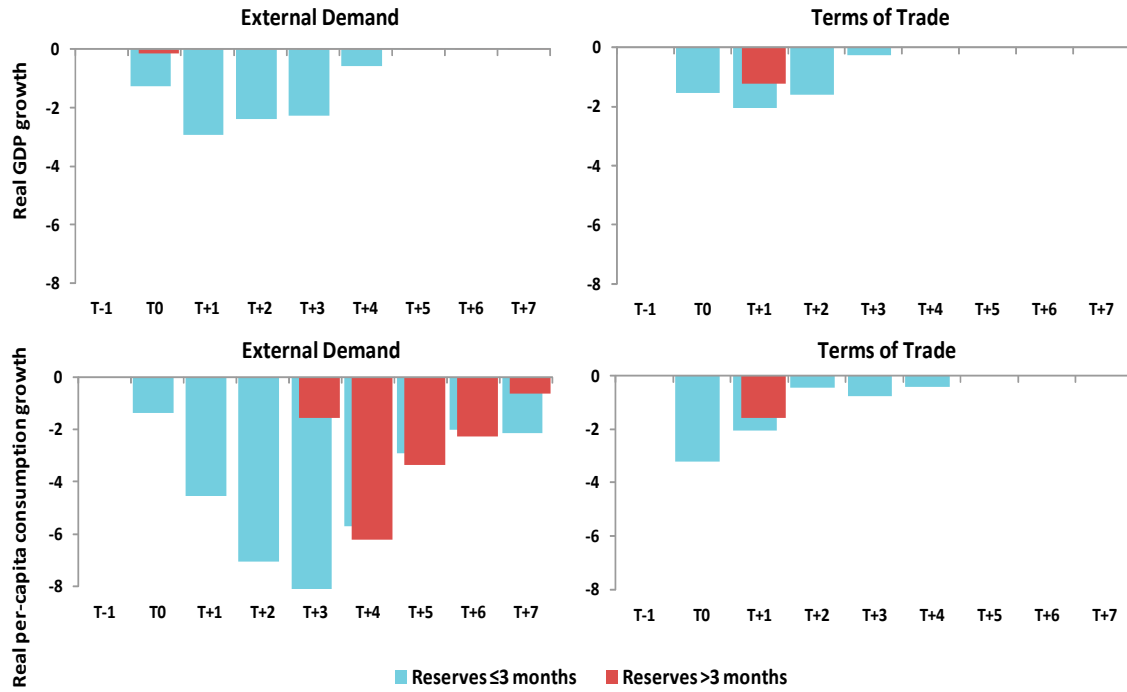 External Demand
Terms of Trade
Real GDP growth
0
-2
-4
-6
-8
T-1 T0 T+1 T+2 T+3 T+4 T+5 T+6 T+7
0
-2
-4
-6
-8
T-1 T0 T+1 T+2 T+3 T+4 T+5 T+6 T+7
External Demand
Terms of Trade
Real per-capita consumption growth
0
-2
-4
-6
-8
T-1 T0 T+1 T+2 T+3 T+4 T+5 T+6 T+7
0
-2
-4
-6
-8
T-1 T0 T+1 T+2 T+3 T+4 T+5 T+6 T+7
Reserves ≤3 months Reserves >3 months